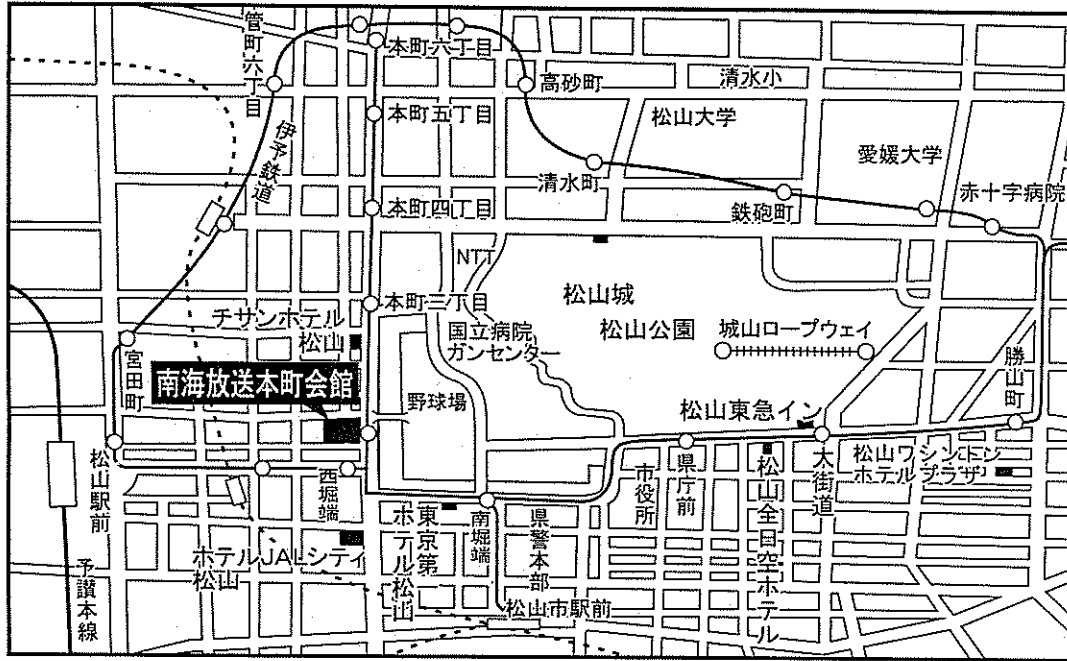 管町六丁目
本町六丁目
高砂町
清水小
本町五丁目
松山大学
伊予鉄道
愛媛大学
清水町
鉄砲町
赤十字病院
本町四丁目
NTT
松山城
本町三丁目
チサンホテル
松山
国立病院
ガンセンター
松山公園
城山ロープウェイ
宮田町
勝山町
南海放送本町会館
野球場
松山東急イン
松山駅前
西堀端
市役所
県庁前
松山全日空ホテル
大街道
松山ワシントン
ホテルプラザ
ホテルJALシティ
松山
東京第一
ホテル松山
南堀端
県警本部
予讃本線
松山市駅前